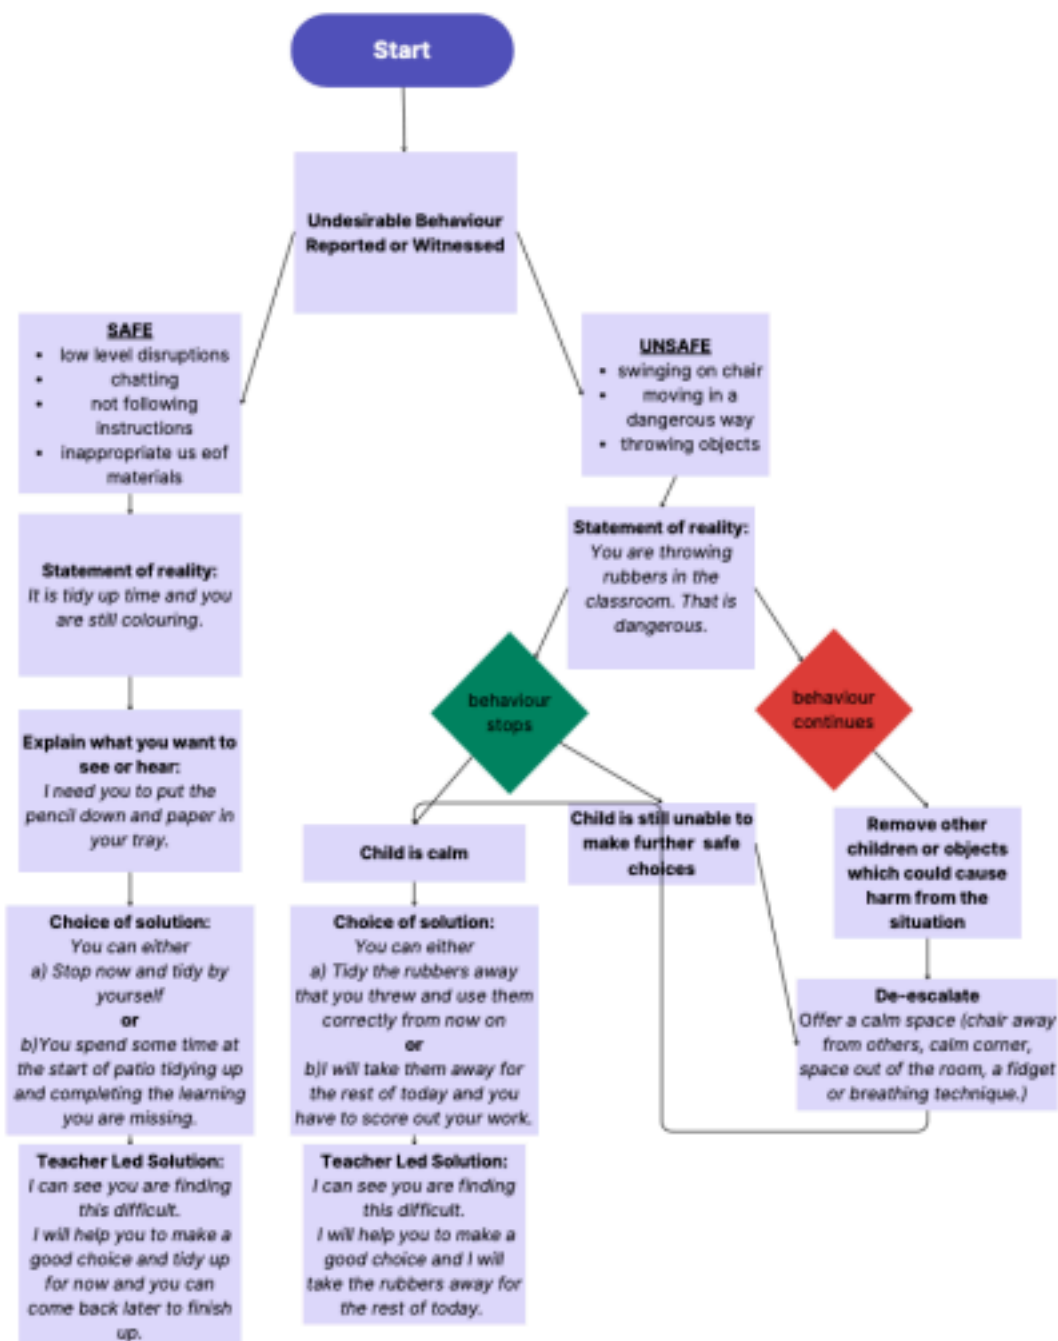 Start
Undesirable Behaviour
Reported or Witnessed
SAFE
• low level disruptions
• chatting
• not following
instructions
• inappropriate us eof
materials
UNSAFE
• swinging on chair
• moving in a
dangerous way
• throwing objects
Statement of reality:
It is tidy up time and you
are still colouring.
Statement of reality:
You are throwing
rubbers in the
classroom. That is
dangerous.
behaviour
stops
behaviour
continues
Explain what you want to
see or hear:
I need you to put the
pencil down and paper in
your tray.
Child is calm
Child is still unable to
make further safe
choices
Remove other
children or objects
which could cause
harm from the
situation
Choice of solution:
You can either
a) Stop now and tidy by
yourself
or
b)You spend some time at
the start of patio tidying up
and completing the learning
you are missing.
Choice of solution:
You can either
a) Tidy the rubbers away
that you threw and use them
correctly from now on
or
b)I will take them away for
the rest of today and you
have to score out your work.
De-escalate
Offer a calm space (chair away
from others, calm corner,
space out of the room, a fidget
or breathing technique.)
Teacher Led Solution:
I can see you are finding
this difficult.
I will help you to make a
good choice and tidy up
for now and you can
come back later to finish
up.
Teacher Led Solution:
I can see you are finding
this difficult.
I will help you to make a
good choice and I will
take the rubbers away for
the rest of today.